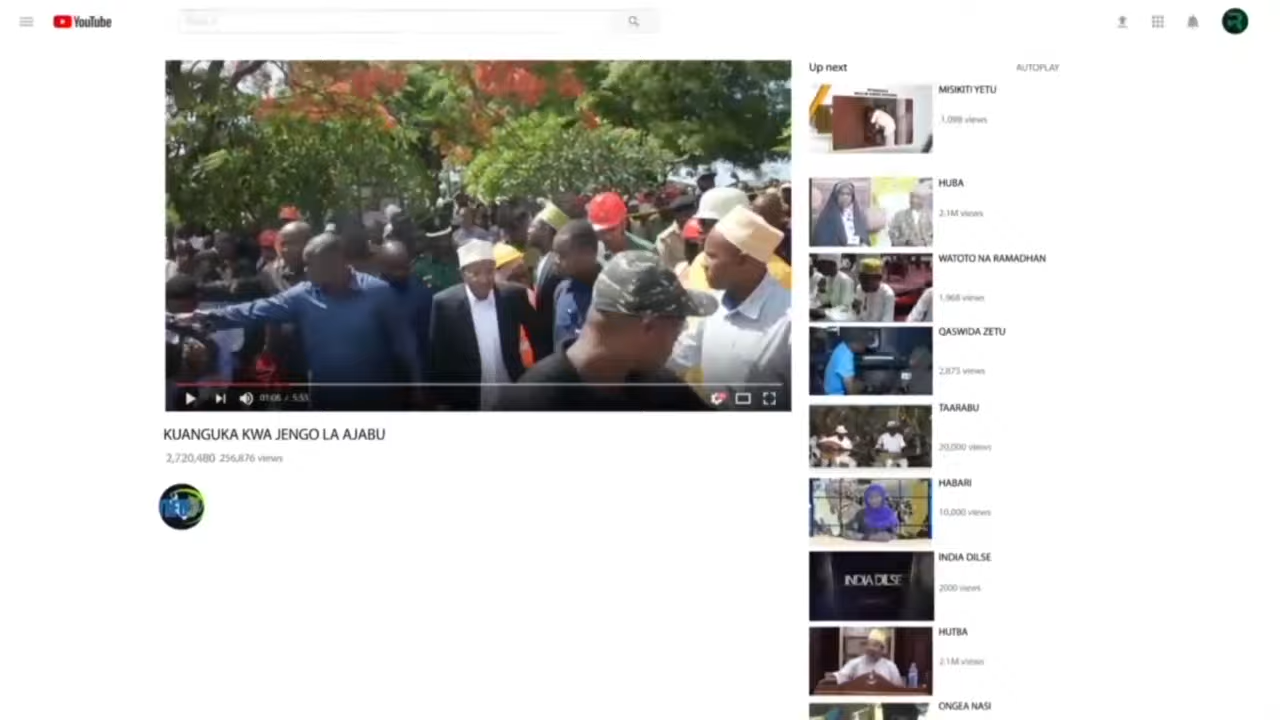 YouTube
KUANGUKA KWA JENGO LA AJABU
2,720,480 256,876 views
Up next
AUTOPLAY
MISIKITI YETU
1,098 views
HUBA
2.1M views
WATOTO NA RAMADHAN
1,968 views
QASWIDA ZETU
2,875 views
TAARABU
20,000 views
HABARI
10,000 views
INDIA DILSE
INDIA DILSE
2000 views
HUTBA
2.1M views
ONGEA NASI